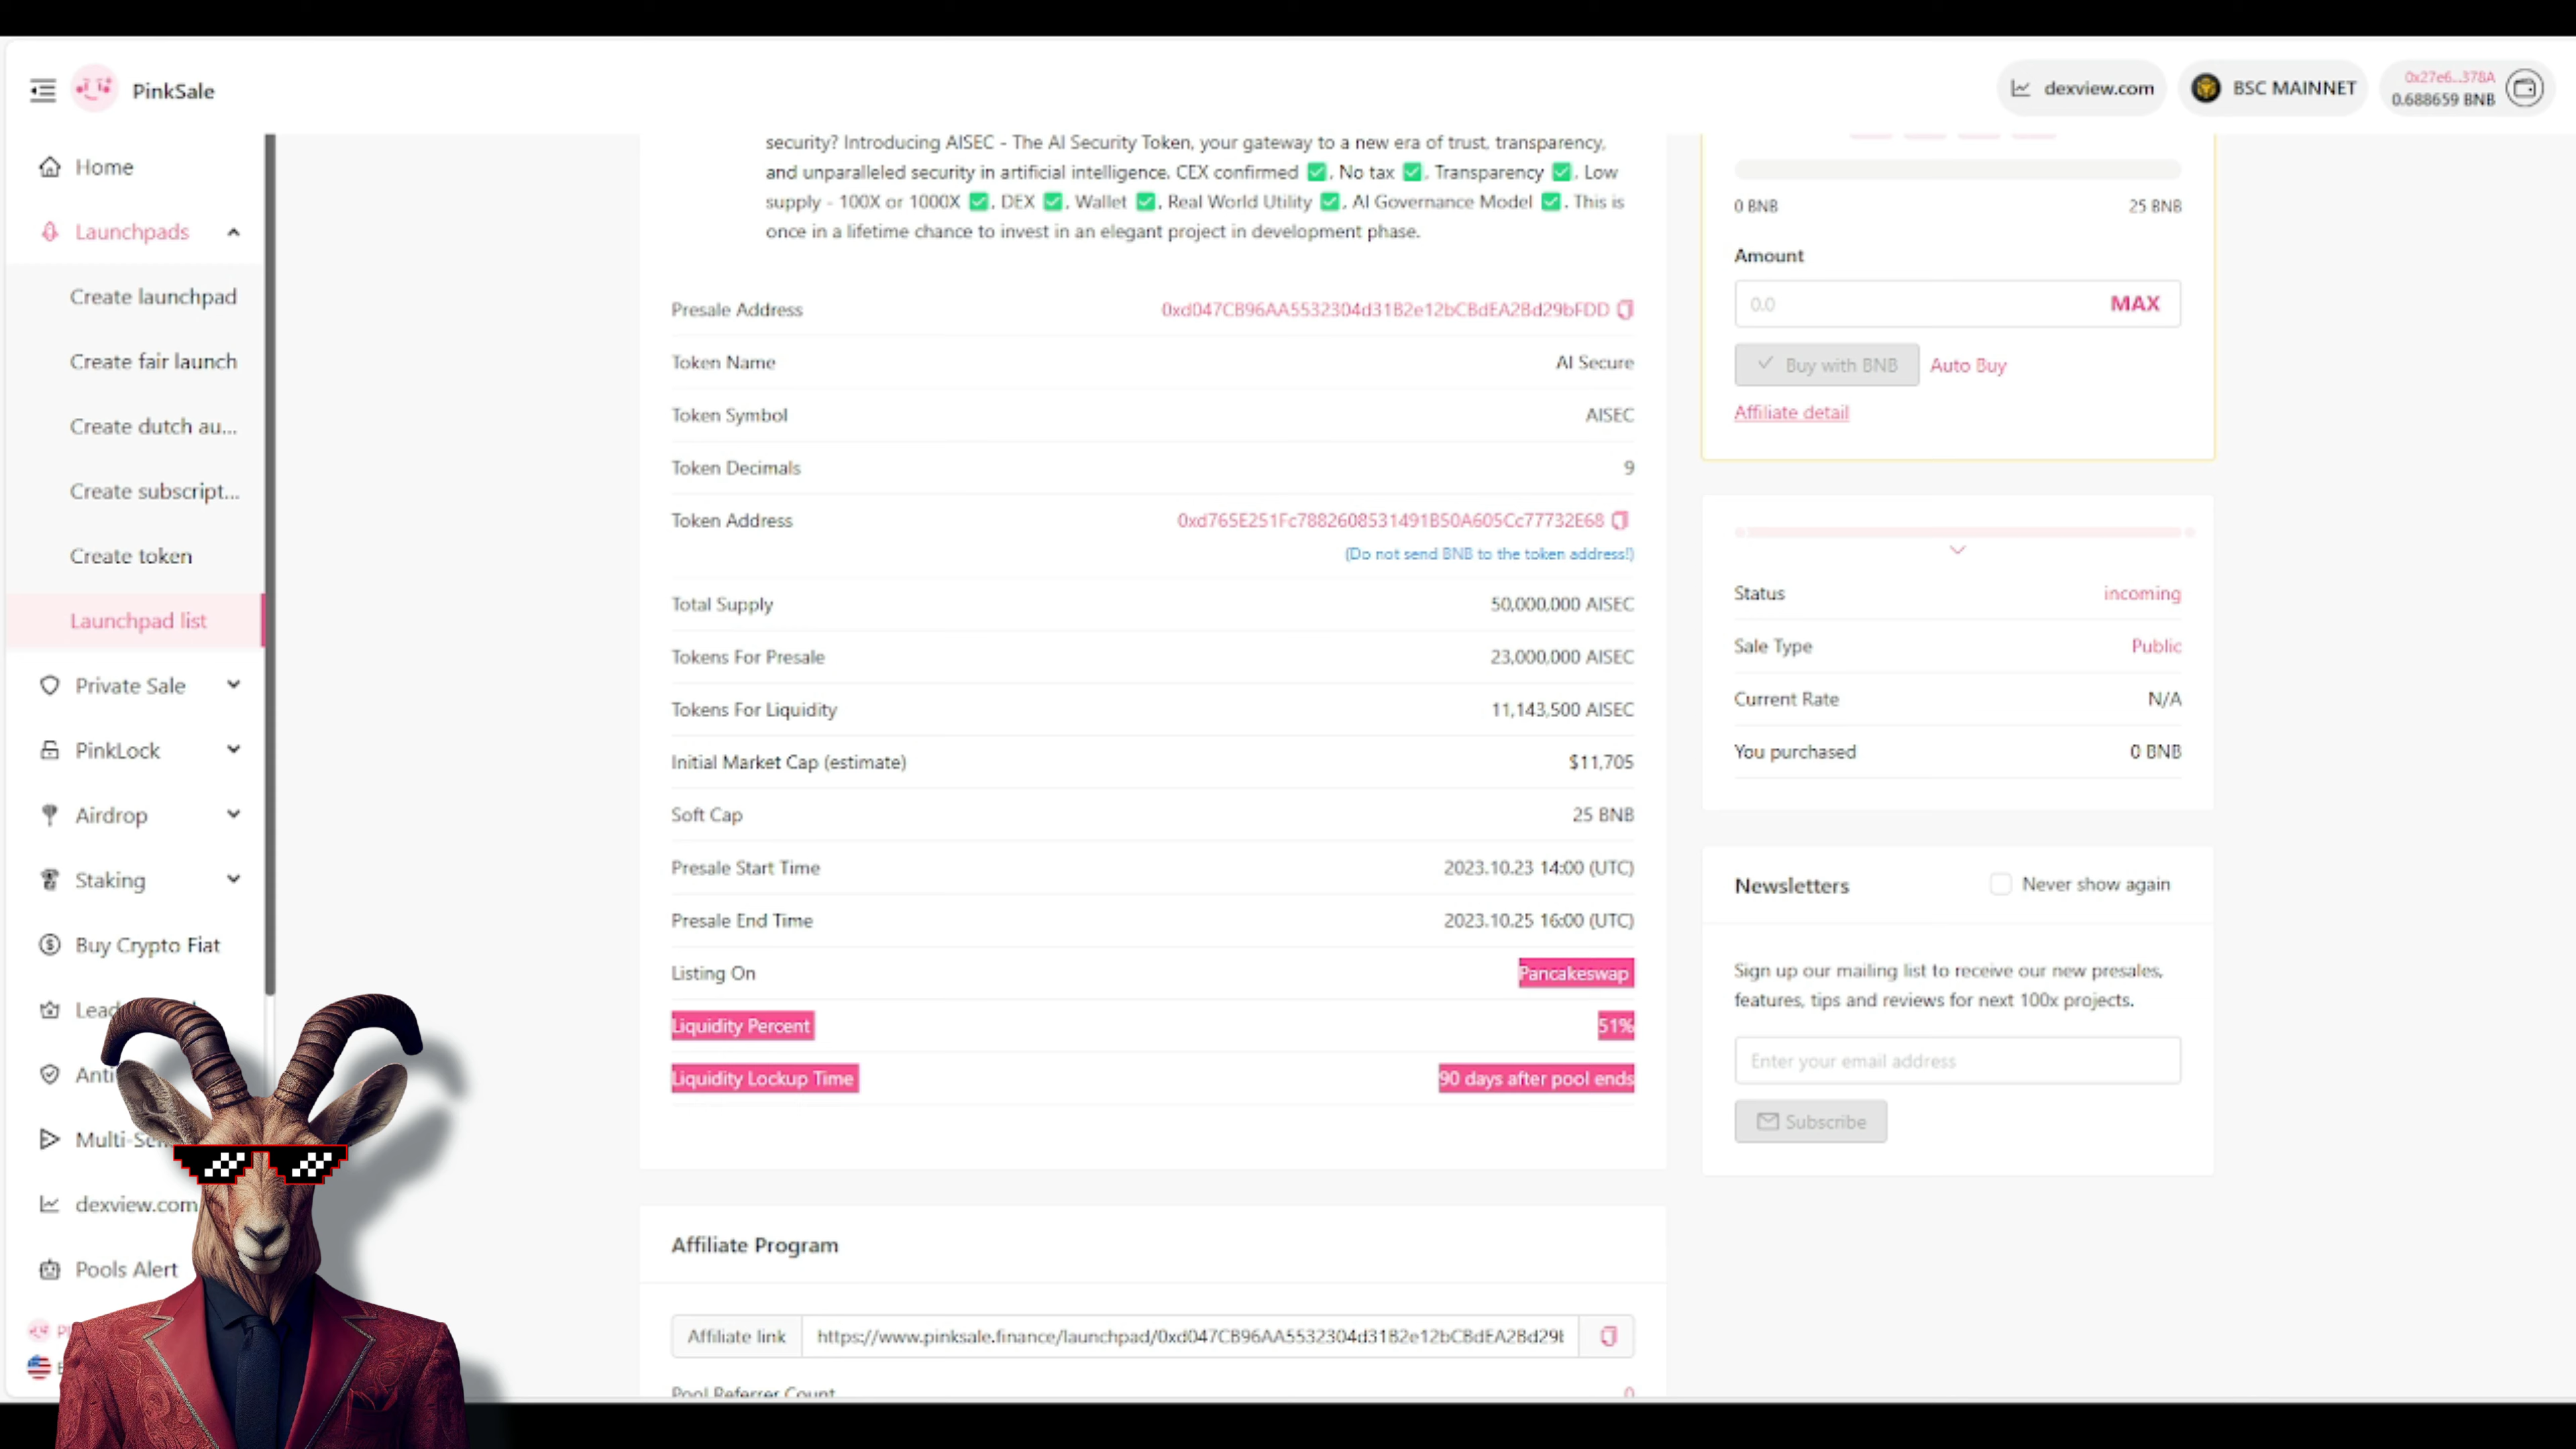 PinkSale
dexview.com
BSC MAINNET
0x27e6...378A
0.688659 BNB
Home
Launchpads
Create launchpad
Create fair launch
Create dutch au...
Create subscript...
Create token
Launchpad list
Private Sale
PinkLock
Airdrop
Staking
Buy Crypto Fiat
Lead
Anti
Multi-Sen
dexview.com
Pools Alert
security? Introducing AISEC - The AI Security Token, your gateway to a new era of trust, transparency,
and unparalleled security in artificial intelligence. CEX confirmed ✅, No tax ✅, Transparency ✅, Low
supply - 100X or 1000X ✅, DEX ✅, Wallet ✅, Real World Utility ✅, AI Governance Model ✅. This is
once in a lifetime chance to invest in an elegant project in development phase.
Presale Address 0xd047CB96AA5532304d31B2e12bCBdEA2Bd29bFDD
Token Name AI Secure
Token Symbol AISEC
Token Decimals 9
Token Address 0xd765E251Fc7882608531491B50A605Cc77732E68
(Do not send BNB to the token address!)
Total Supply 50,000,000 AISEC
Tokens For Presale 23,000,000 AISEC
Tokens For Liquidity 11,143,500 AISEC
Initial Market Cap (estimate) $11,705
Soft Cap 25 BNB
Presale Start Time 2023.10.23 14:00 (UTC)
Presale End Time 2023.10.25 16:00 (UTC)
Listing On Pancakeswap
Liquidity Percent 51%
Liquidity Lockup Time 90 days after pool ends
Affiliate Program
Affiliate link https://www.pinksale.finance/launchpad/0xd047CB96AA5532304d31B2e12bCBdEA2Bd29b
Pool Referrer Count 0
0 BNB 25 BNB
Amount
0.0 MAX
Buy with BNB Auto Buy
Affiliate detail
Status incoming
Sale Type Public
Current Rate N/A
You purchased 0 BNB
Newsletters Never show again
Sign up our mailing list to receive our new presales,
features, tips and reviews for next 100x projects.
Enter your email address
Subscribe